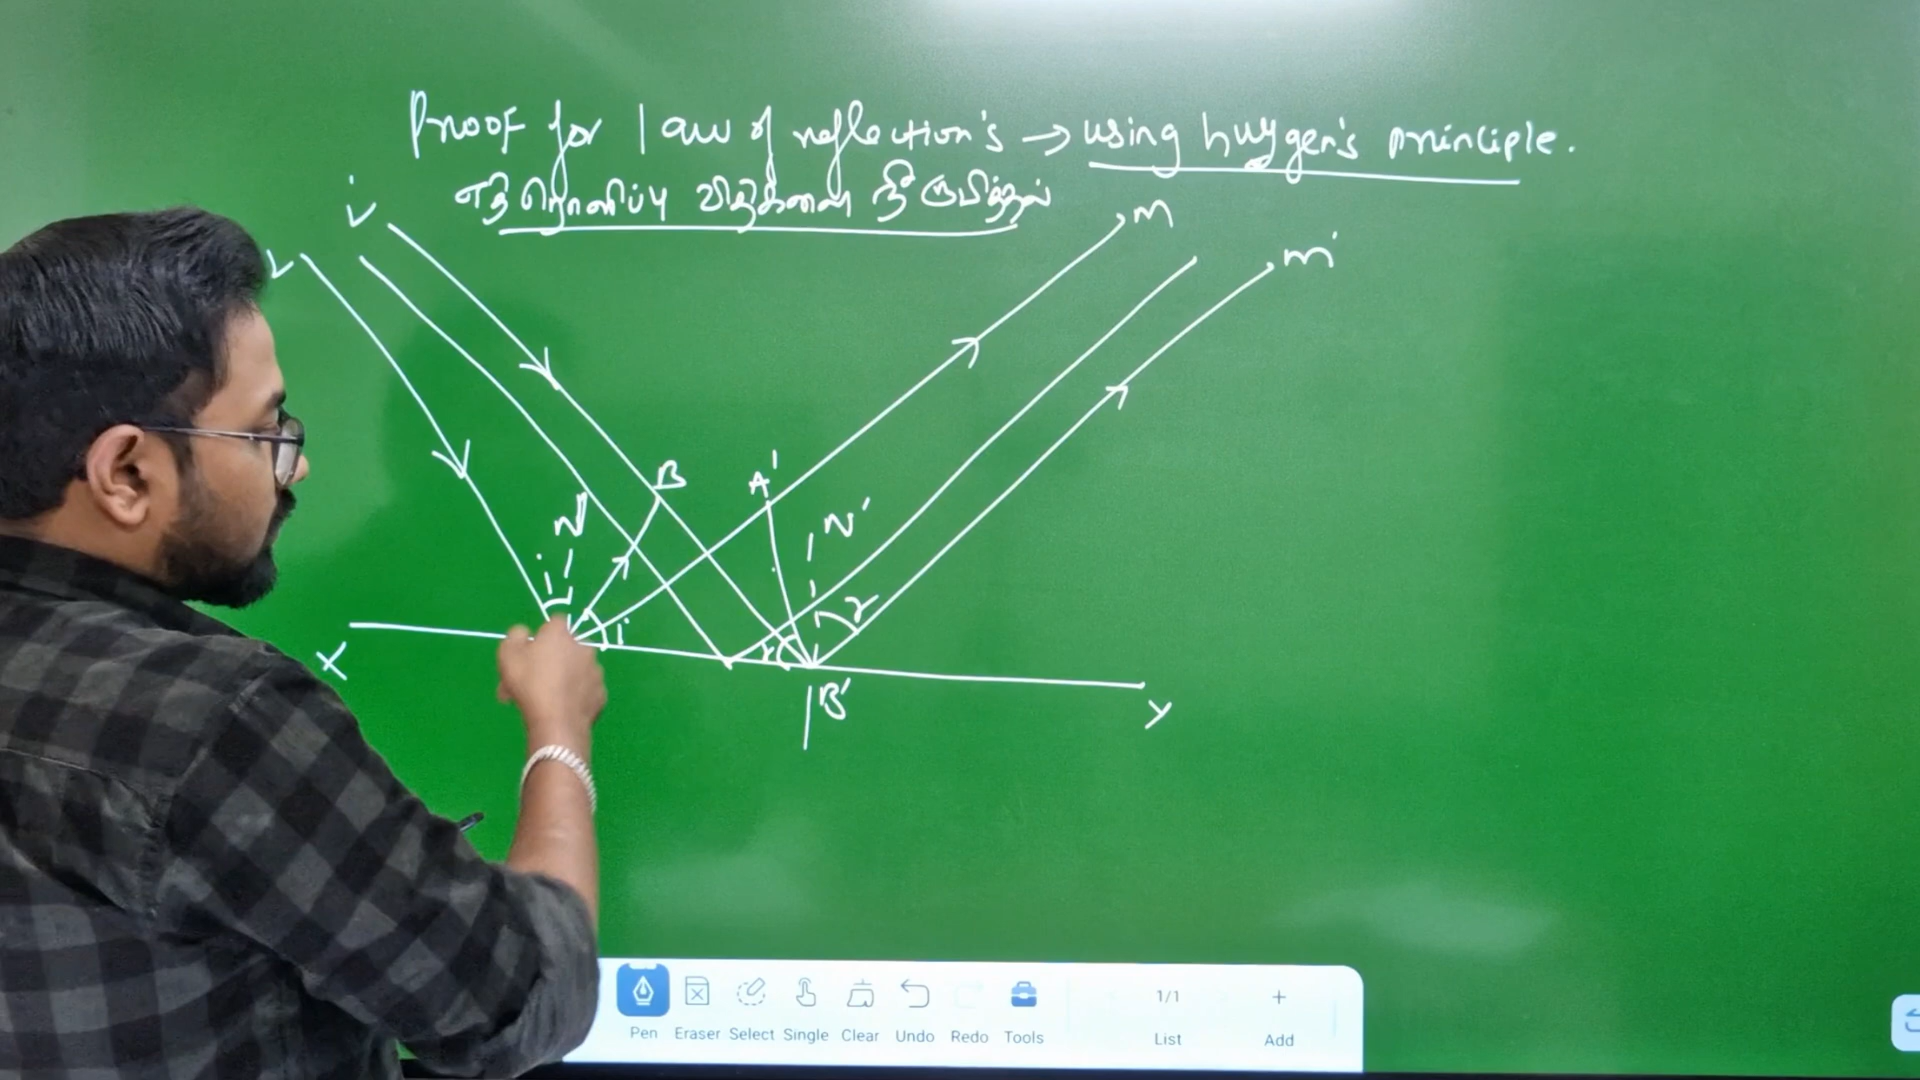 Proof for law of reflection's → using huygen's principle.
எதிரொளிப்பு விதிகளை நிரூபித்தல்
L'
L
M
M'
B
A'
N
N'
i
i
r
r
X
B'
Y
Pen Eraser Select Single Clear Undo Redo Tools 1/1 List + Add